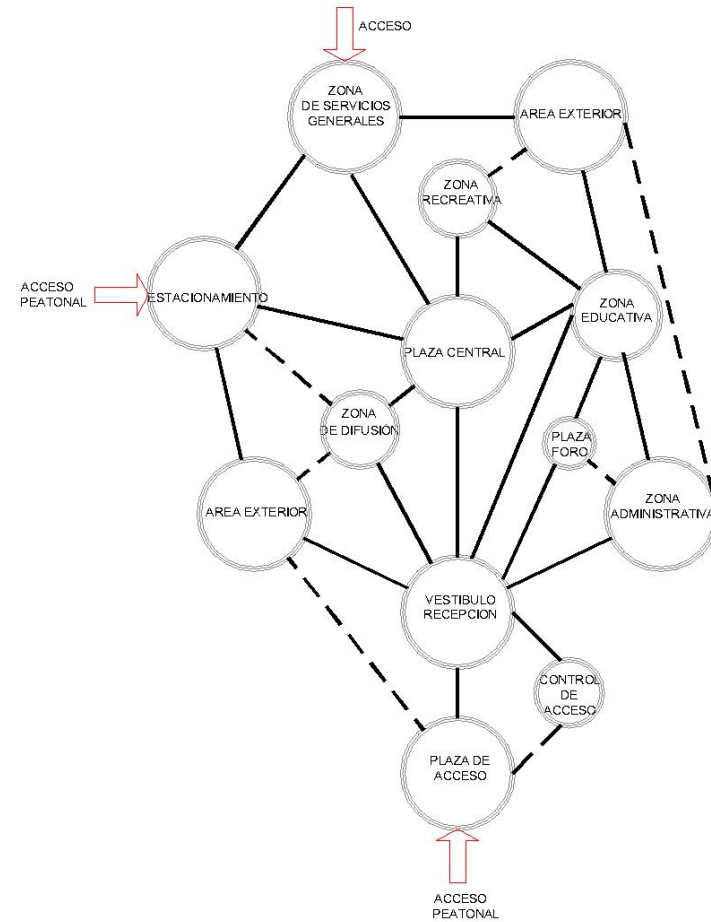 ACCESO
ZONA
DE SERVICIOS
GENERALES
AREA EXTERIOR
ZONA
RECREATIVA
ACCESO
PEATONAL
ESTACIONAMIENTO
ZONA
EDUCATIVA
PLAZA CENTRAL
ZONA
DE DIFUSIÓN
PLAZA
FORO
AREA EXTERIOR
ZONA
ADMINISTRATIVA
VESTIBULO
RECEPCION
CONTROL
DE
ACCESO
PLAZA DE
ACCESO
ACCESO
PEATONAL